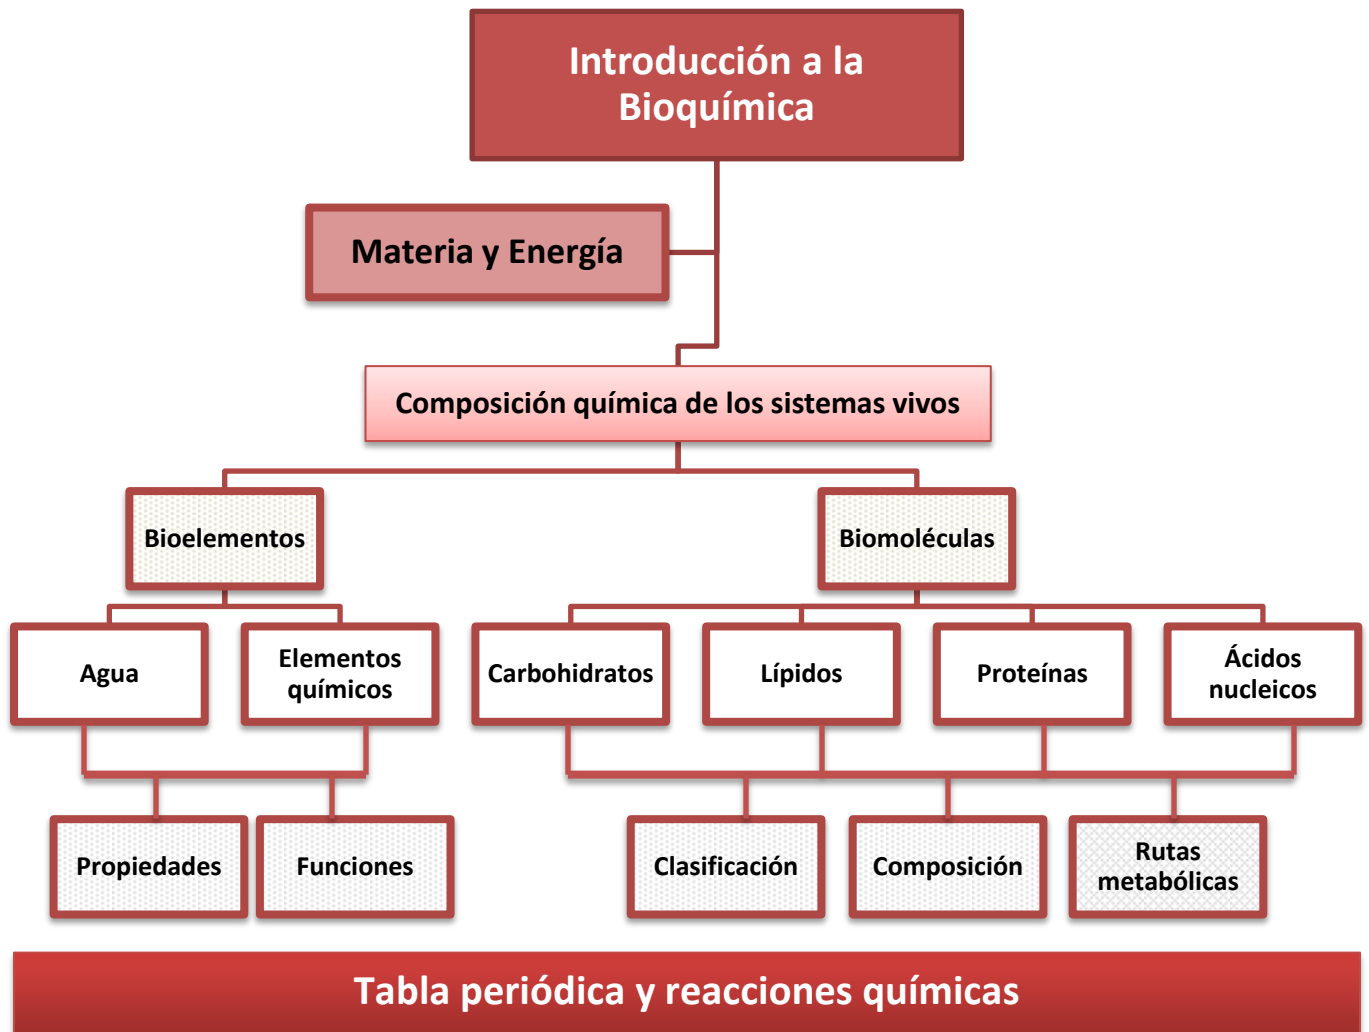 Introducción a la
Bioquímica
Materia y Energía
Composición química de los sistemas vivos
Bioelementos
Biomoléculas
Agua
Elementos
químicos
Carbohidratos
Lípidos
Proteínas
Ácidos
nucleicos
Propiedades
Funciones
Clasificación
Composición
Rutas
metabólicas
Tabla periódica y reacciones químicas